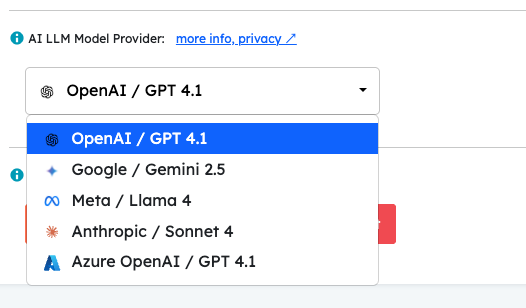 AI LLM Model Provider: more info, privacy ↗
OpenAI / GPT 4.1
OpenAI / GPT 4.1
Google / Gemini 2.5
Meta / Llama 4
Anthropic / Sonnet 4
Azure OpenAI / GPT 4.1